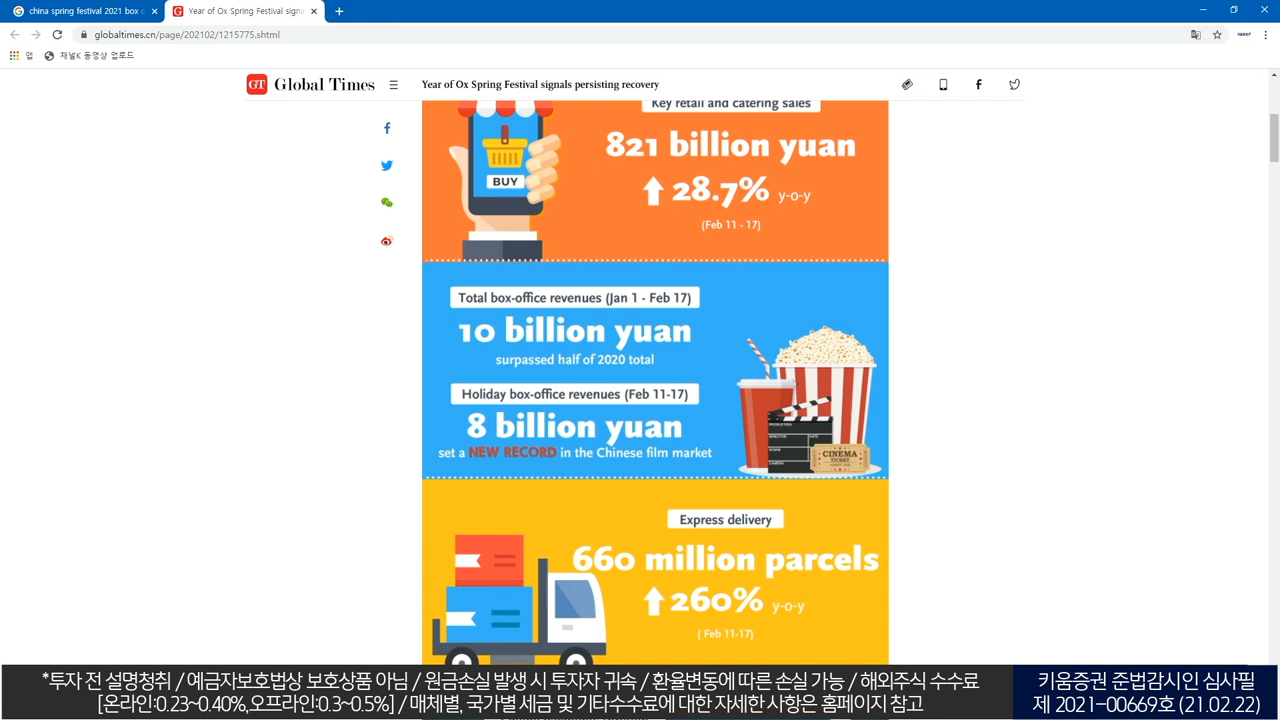 china spring festival 2021 box o
Year of Ox Spring Festival signa
globaltimes.cn/page/202102/1215775.shtml
앱
채널K 동영상 업로드
GT
Global Times
Year of Ox Spring Festival signals persisting recovery
Key retail and catering sales
821 billion yuan
28.7% y-o-y
(Feb 11 - 17)
BUY
Total box-office revenues (Jan 1 - Feb 17)
10 billion yuan
surpassed half of 2020 total
Holiday box-office revenues (Feb 11-17)
8 billion yuan
set a NEW RECORD in the Chinese film market
PRODUCTION
DIRECTOR
DATE
SCENE
CAMERA
CINEMA
TICKET
ADMIT ONE
Express delivery
660 million parcels
260% y-o-y
( Feb 11-17)
*투자 전 설명청취 / 예금자보호법상 보호상품 아님 / 원금손실 발생 시 투자자 귀속 / 환율변동에 따른 손실 가능 / 해외주식 수수료
[온라인:0.23~0.40%,오프라인:0.3~0.5%] / 매체별, 국가별 세금 및 기타수수료에 대한 자세한 사항은 홈페이지 참고
키움증권 준법감시인 심사필
제 2021-00669호 (21.02.22)